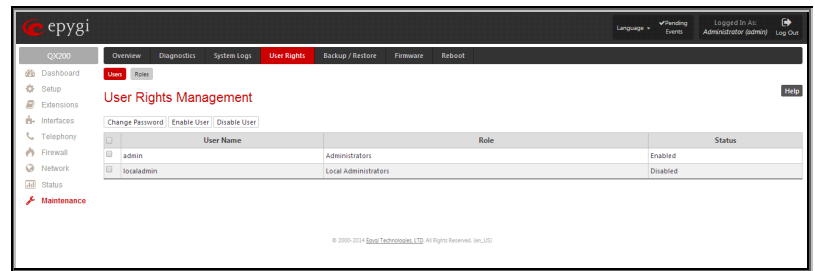 epygi
Language
✔Pending Events
Logged In As: Administrator (admin)
Log Out
QX200
Overview Diagnostics System Logs User Rights Backup / Restore Firmware Reboot
Dashboard
Setup
Extensions
Interfaces
Telephony
Firewall
Network
Status
Maintenance
Users Roles
User Rights Management
Help
Change Password Enable User Disable User
User Name Role Status
admin Administrators Enabled
localadmin Local Administrators Disabled
© 2000-2014 Epygi Technologies, LTD. All Rights Reserved. (en_US)